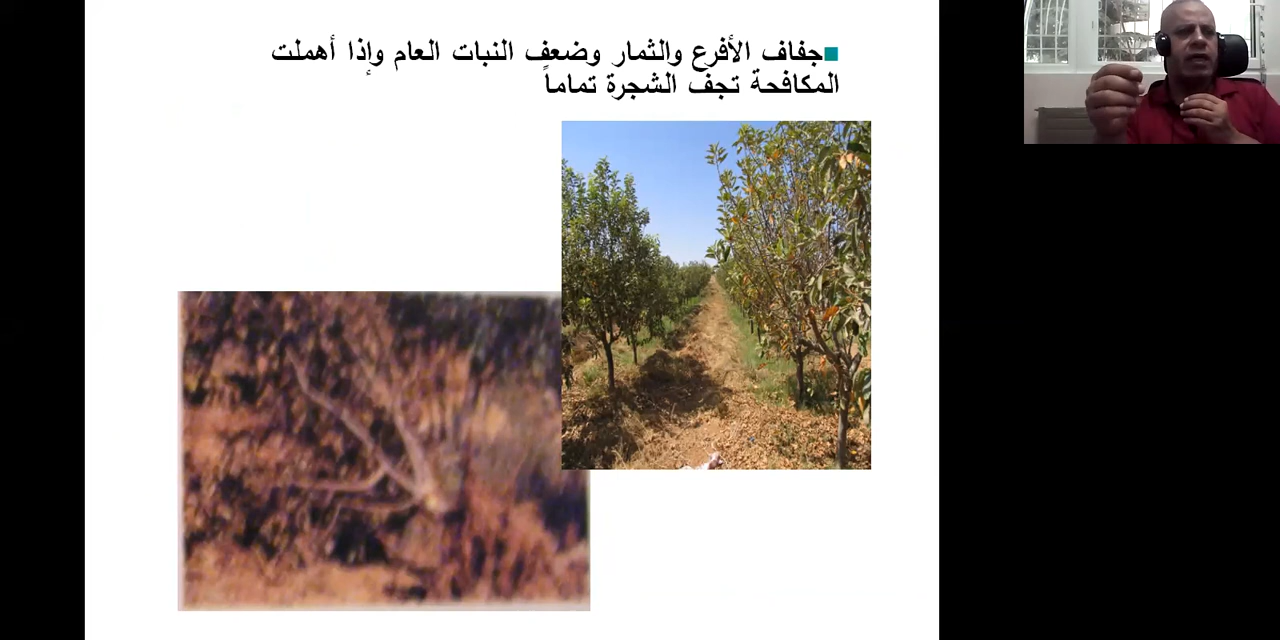 جفاف الأفرع والثمار وضعف النبات العام وإذا أهملت
المكافحة تجف الشجرة تماماً